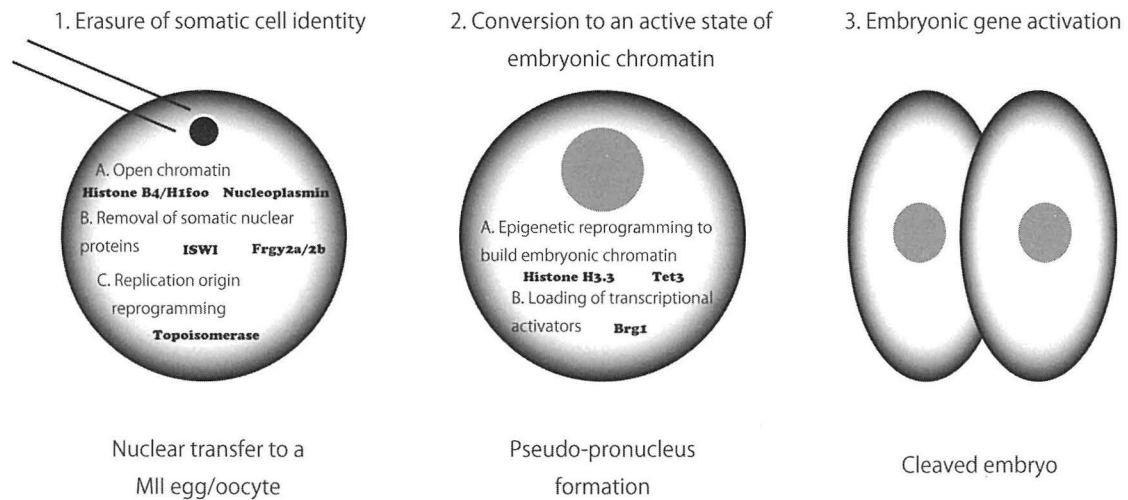 1. Erasure of somatic cell identity
2. Conversion to an active state of
embryonic chromatin
3. Embryonic gene activation
A. Open chromatin
Histone B4/H1foo Nucleoplasmin
B. Removal of somatic nuclear
proteins ISWI Frgy2a/2b
C. Replication origin
reprogramming
Topoisomerase
A. Epigenetic reprogramming to
build embryonic chromatin
Histone H3.3 Tet3
B. Loading of transcriptional
activators Brg1
Nuclear transfer to a
MII egg/oocyte
Pseudo-pronucleus
formation
Cleaved embryo